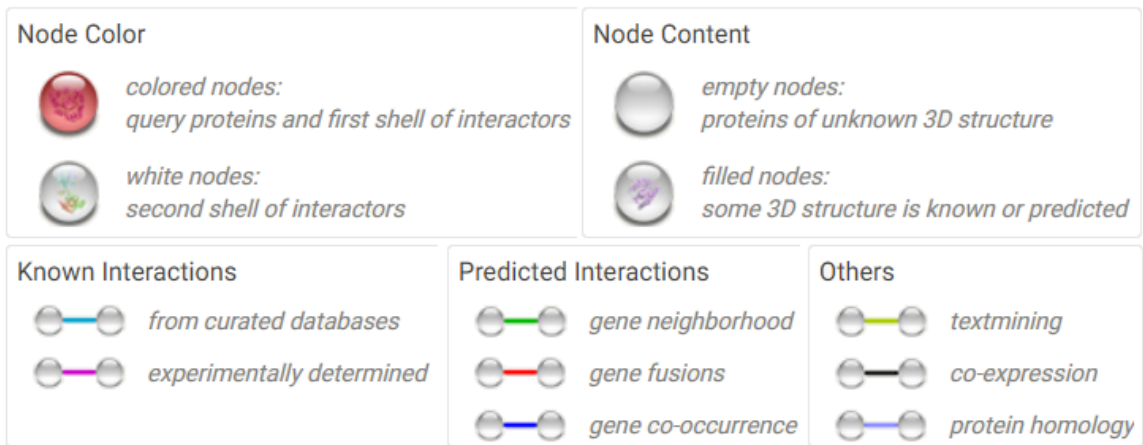 Node Color
colored nodes:
query proteins and first shell of interactors
white nodes:
second shell of interactors
Node Content
empty nodes:
proteins of unknown 3D structure
filled nodes:
some 3D structure is known or predicted
Known Interactions
from curated databases
experimentally determined
Predicted Interactions
gene neighborhood
gene fusions
gene co-occurrence
Others
textmining
co-expression
protein homology